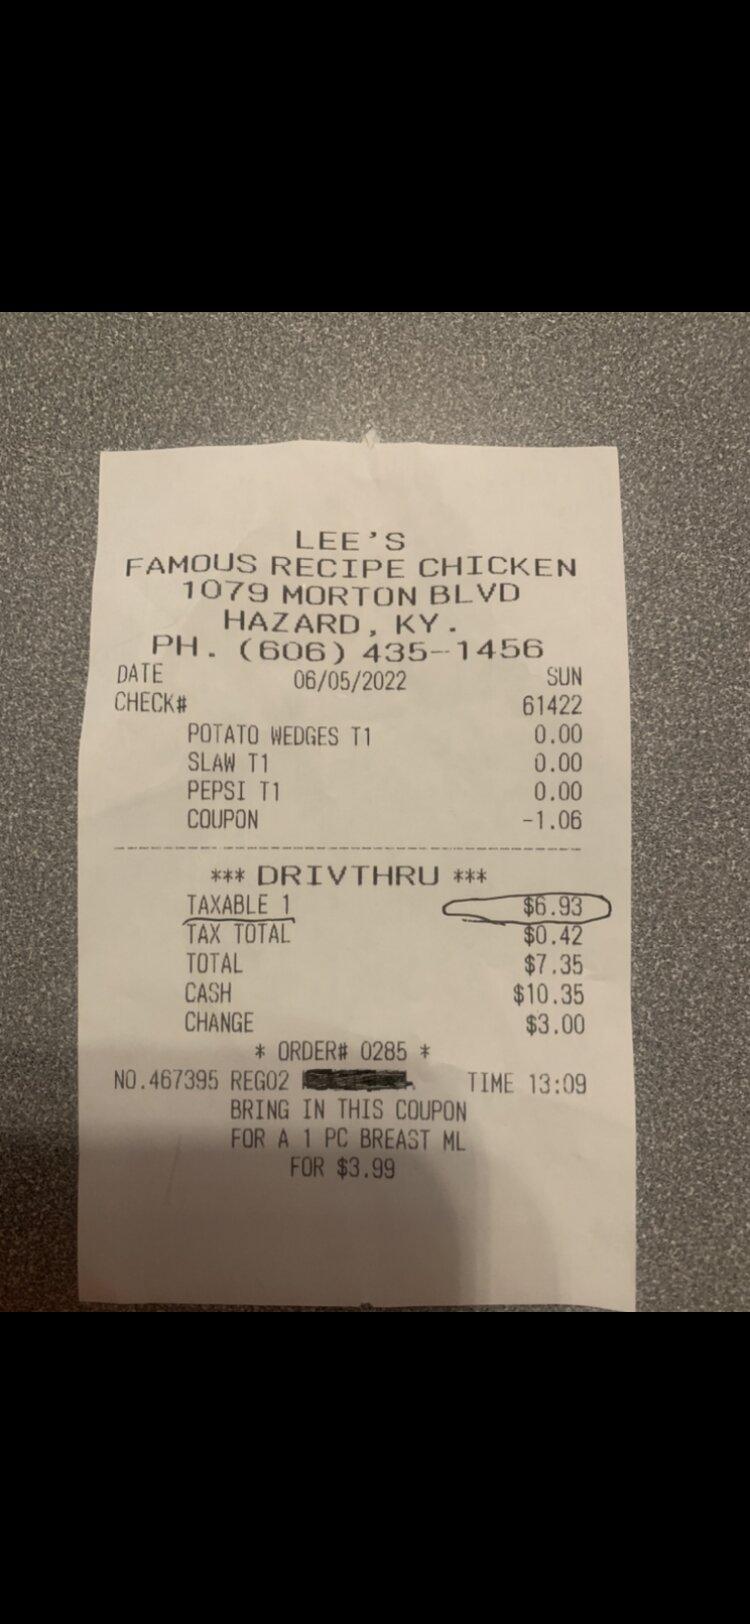 LEE'S
FAMOUS RECIPE CHICKEN
1079 MORTON BLVD
HAZARD, KY.
PH. (606) 435-1456
DATE 06/05/2022 SUN
CHECK# 61422
POTATO WEDGES T1 0.00
SLAW T1 0.00
PEPSI T1 0.00
COUPON -1.06
*** DRIVTHRU ***
TAXABLE 1 $6.93
TAX TOTAL $0.42
TOTAL $7.35
CASH $10.35
CHANGE $3.00
* ORDER# 0285 *
NO.467395 REG02 TIME 13:09
BRING IN THIS COUPON
FOR A 1 PC BREAST ML
FOR $3.99